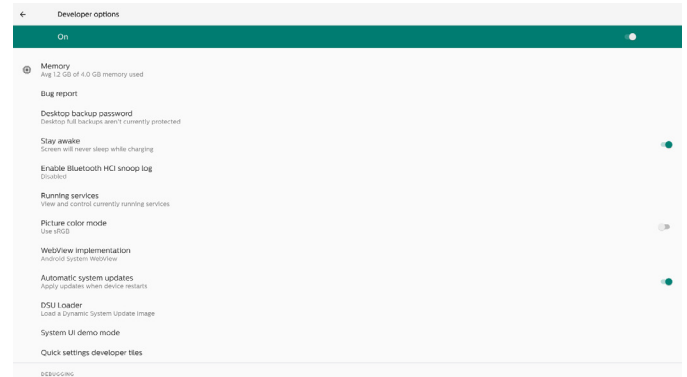 Developer options
On
Memory
Avg 1.2 GB of 4.0 GB memory used
Bug report
Desktop backup password
Desktop full backups aren't currently protected
Stay awake
Screen will never sleep while charging
Enable Bluetooth HCI snoop log
Disabled
Running services
View and control currently running services
Picture color mode
Use sRGB
WebView implementation
Android System WebView
Automatic system updates
Apply updates when device restarts
DSU Loader
Load a Dynamic System Update Image
System UI demo mode
Quick settings developer tiles
DEBUGGING